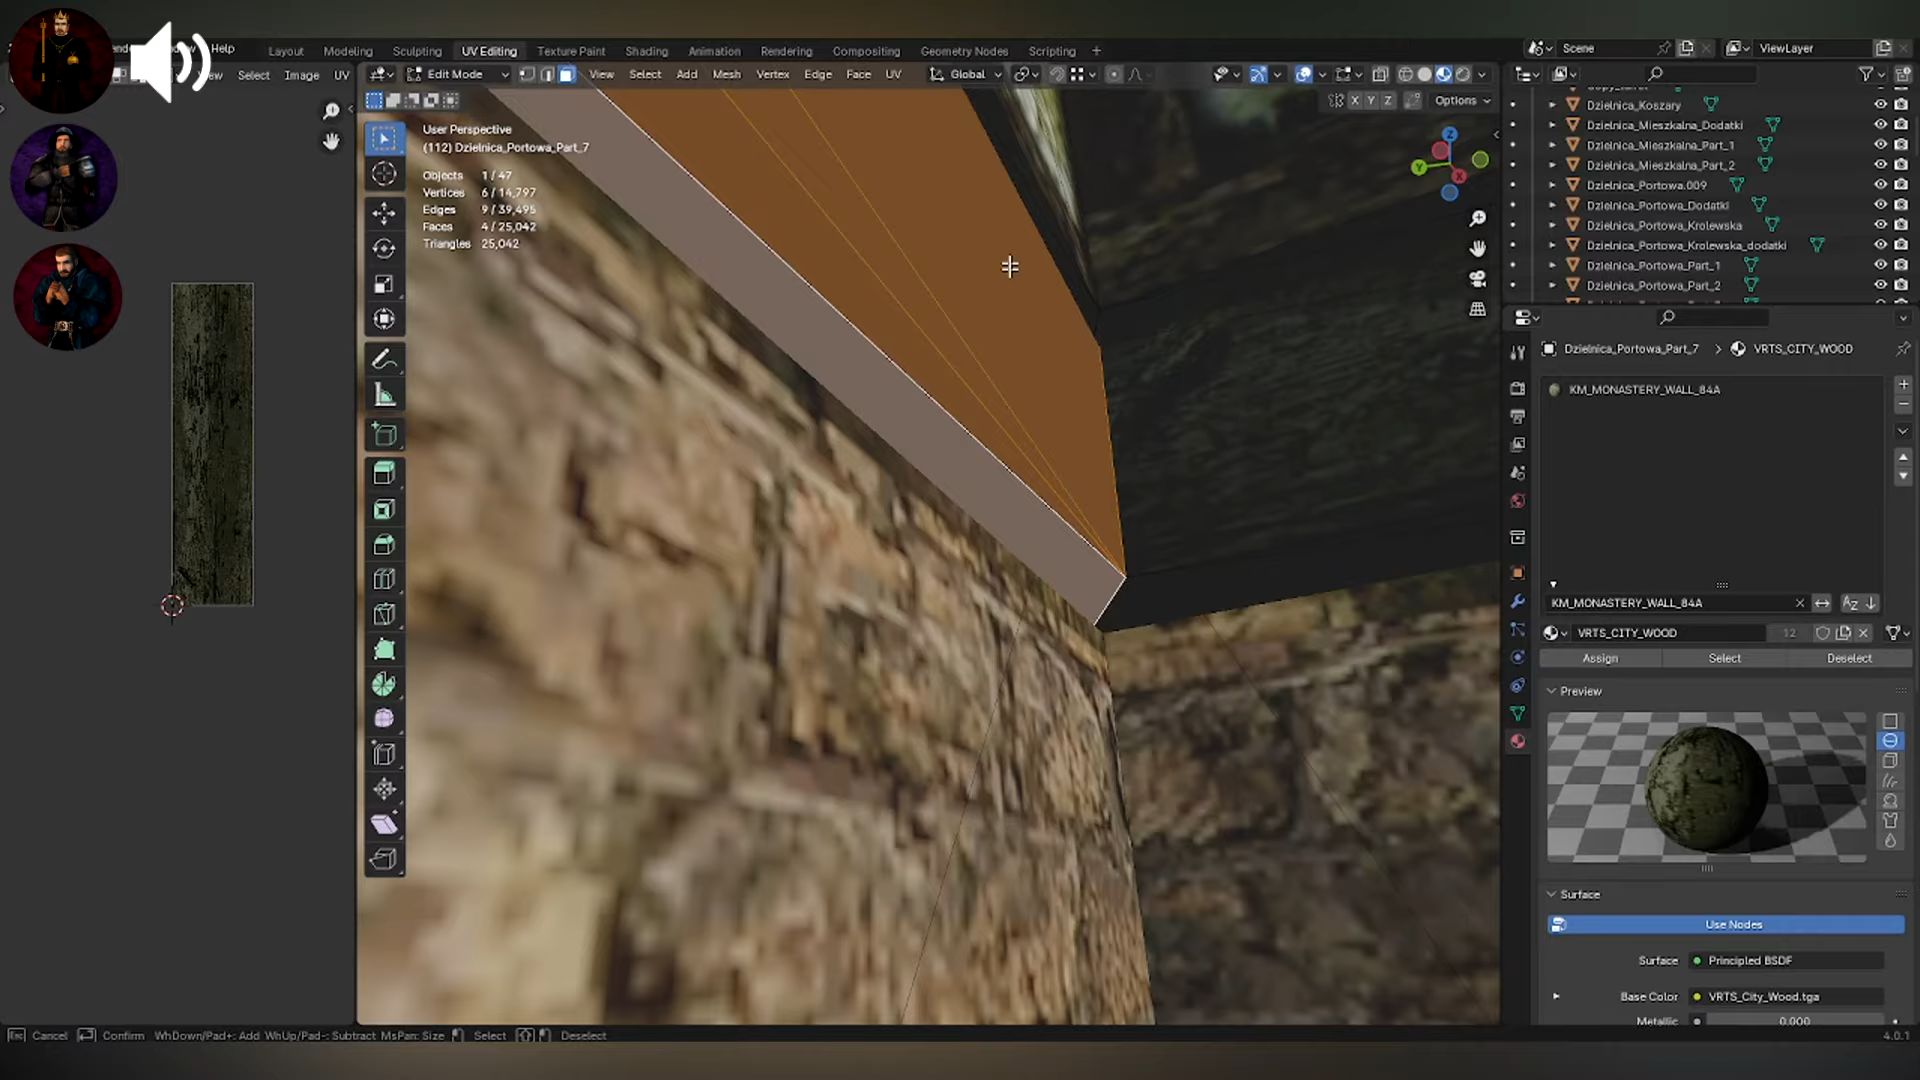 Help
Layout
Modeling
Sculpting
UV Editing
Texture Paint
Shading
Animation
Rendering
Compositing
Geometry Nodes
Scripting
Scene
ViewLayer
Select
Image
UV
Edit Mode
View
Select
Add
Mesh
Vertex
Edge
Face
UV
Global
X Y Z
Options
User Perspective
(112) Dzielnica_Portowa_Part_7
Objects 1 / 47
Vertices 6 / 14,797
Edges 9 / 39,495
Faces 4 / 25,042
Triangles 25,042
Z
Y
X
Dzielnica_Koszary
Dzielnica_Mieszkalna_Dodatki
Dzielnica_Mieszkalna_Part_1
Dzielnica_Mieszkalna_Part_2
Dzielnica_Portowa.009
Dzielnica_Portowa_Dodatki
Dzielnica_Portowa_Krolewska
Dzielnica_Portowa_Krolewska_dodatki
Dzielnica_Portowa_Part_1
Dzielnica_Portowa_Part_2
Dzielnica_Portowa_Part_7 > VRTS_CITY_WOOD
KM_MONASTERY_WALL_84A
KM_MONASTERY_WALL_84A
VRTS_CITY_WOOD 12
Assign
Select
Deselect
Preview
Surface
Use Nodes
Surface Principled BSDF
Base Color VRTS_City_Wood.tga
Metallic 0.000
Esc Cancel Confirm WhDown/Pad+: Add WhUp/Pad-: Subtract MsPan: Size Select Deselect
4.0.1